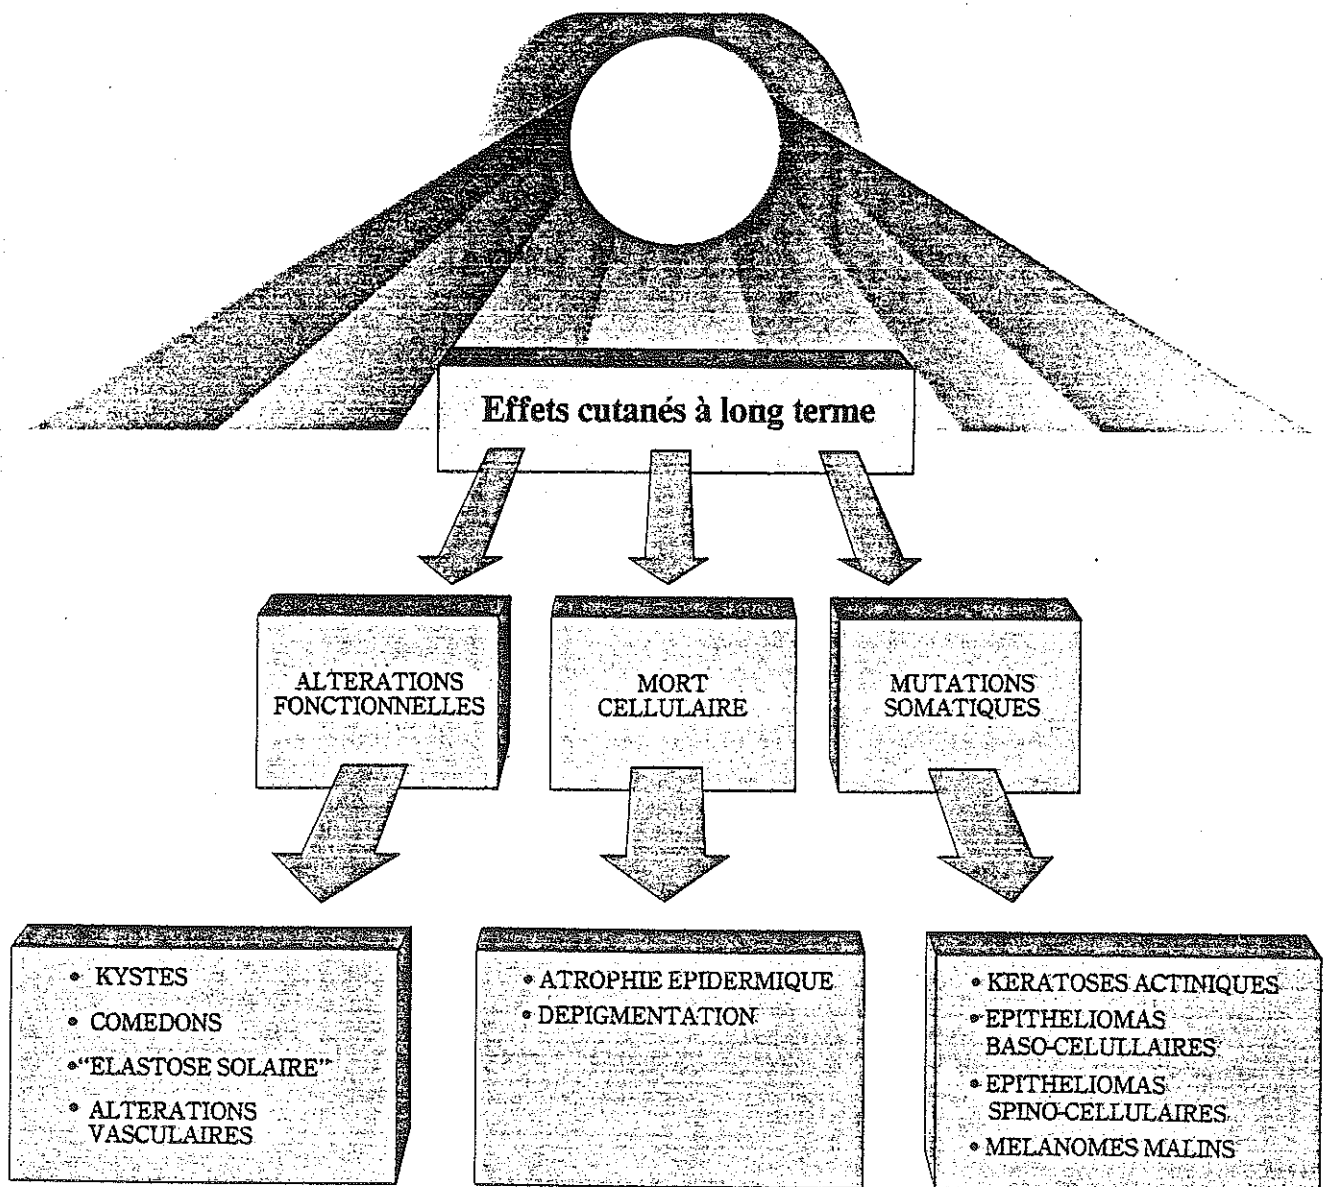 Effets cutanés à long terme
ALTERATIONS
FONCTIONNELLES
MORT
CELLULAIRE
MUTATIONS
SOMATIQUES
• KYSTES
• COMEDONS
• "ELASTOSE SOLAIRE"
• ALTERATIONS
VASCULAIRES
• ATROPHIE EPIDERMIQUE
• DEPIGMENTATION
• KERATOSES ACTINIQUES
• EPITHELIOMAS
BASO-CELULLAIRES
• EPITHELIOMAS
SPINO-CELLULAIRES
• MELANOMES MALINS